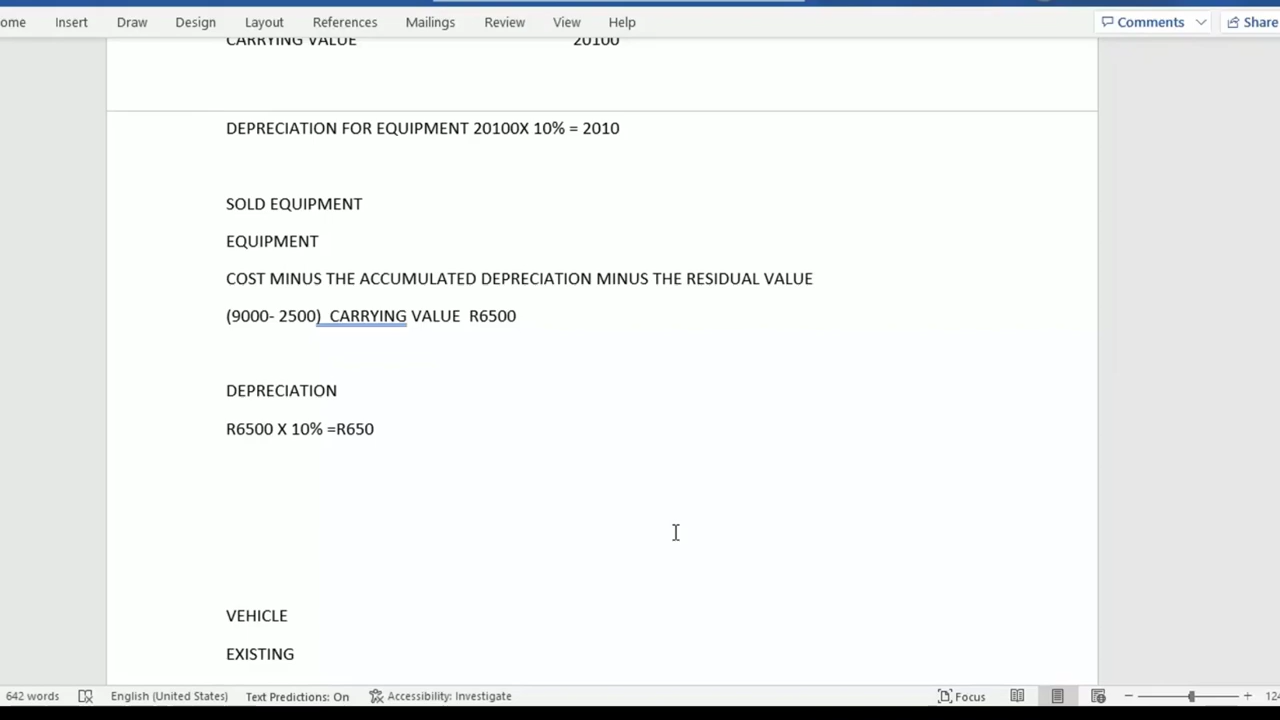 ome Insert Draw Design Layout References Mailings Review View Help Comments Share
CARRYING VALUE 20100
DEPRECIATION FOR EQUIPMENT 20100X 10% = 2010
SOLD EQUIPMENT
EQUIPMENT
COST MINUS THE ACCUMULATED DEPRECIATION MINUS THE RESIDUAL VALUE
(9000- 2500) CARRYING VALUE R6500
DEPRECIATION
R6500 X 10% =R650
VEHICLE
EXISTING
642 words English (United States) Text Predictions: On Accessibility: Investigate Focus 124